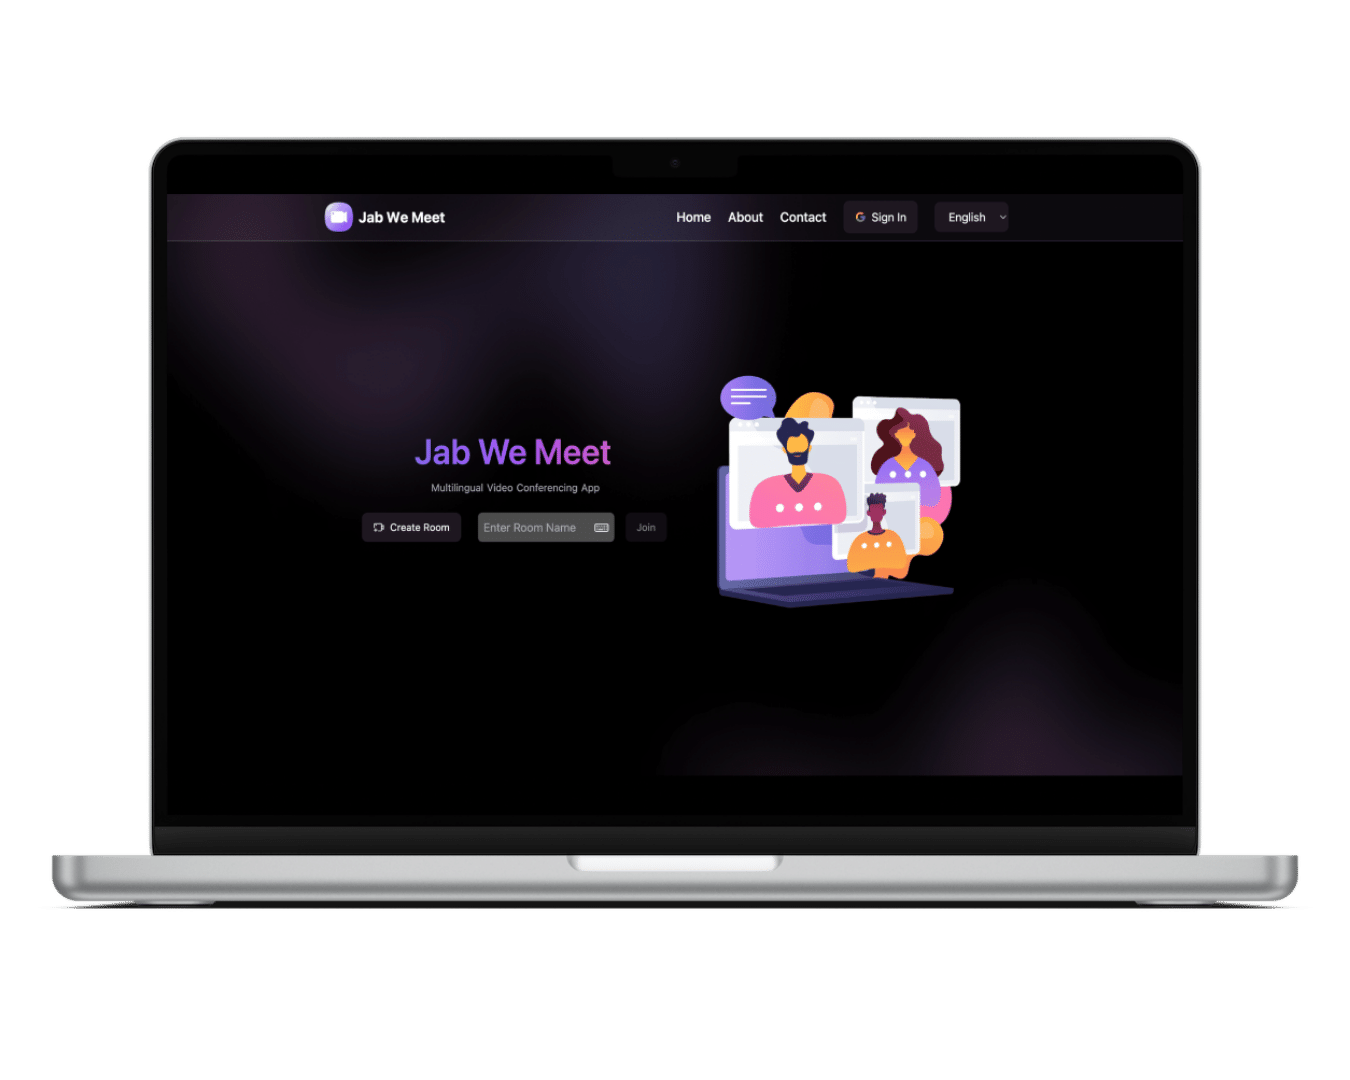 Jab We Meet
Home About Contact Sign In English
Jab We Meet
Multilingual Video Conferencing App
Create Room Enter Room Name Join